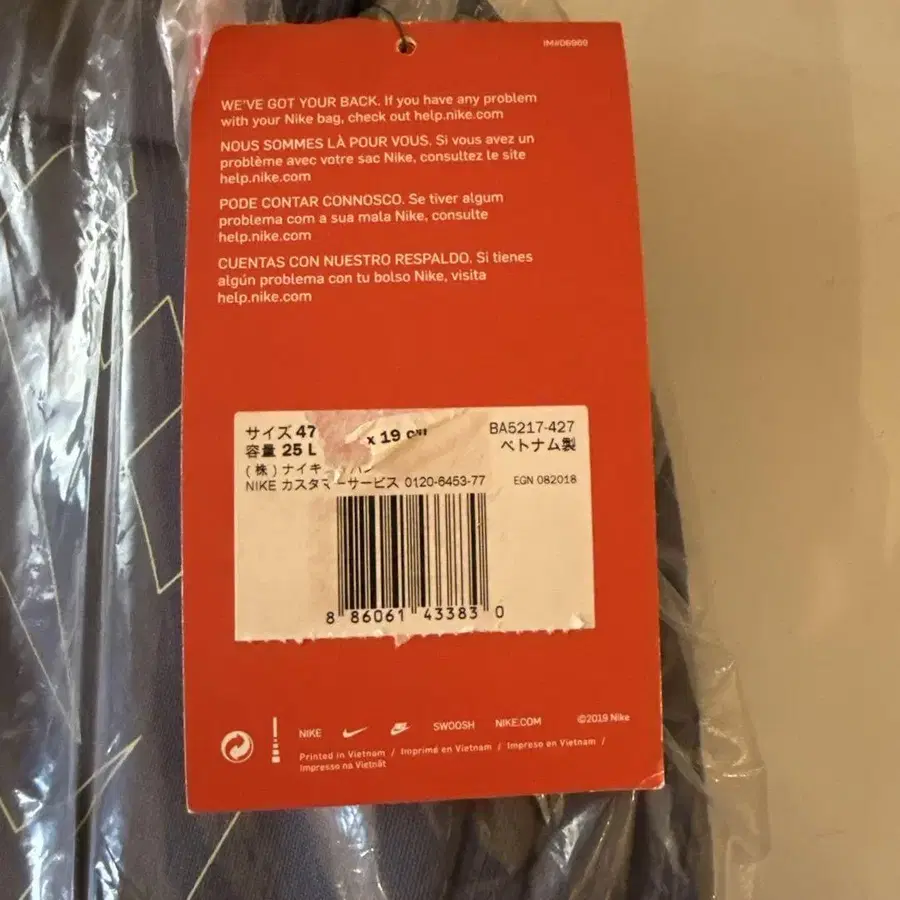 IM#06969
WE'VE GOT YOUR BACK. If you have any problem
with your Nike bag, check out help.nike.com
NOUS SOMMES LÀ POUR VOUS. Si vous avez un
problème avec votre sac Nike, consultez le site
help.nike.com
PODE CONTAR CONNOSCO. Se tiver algum
problema com a sua mala Nike, consulte
help.nike.com
CUENTAS CON NUESTRO RESPALDO. Si tienes
algún problema con tu bolso Nike, visita
help.nike.com
サイズ 47 x 19 cm BA5217-427
容量 25 L ベトナム製
(株) ナイキ
NIKE カスタマーサービス 0120-6453-77 EGN 082018
8 86061 43383 0
NIKE SWOOSH NIKE.COM ©2019 Nike
Printed in Vietnam / Imprimé en Vietnam / Impreso en Vietnam /
Impresso na Vietnãt